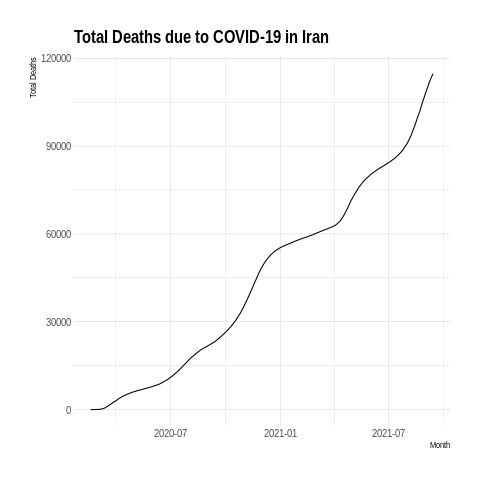 Total Deaths due to COVID-19 in Iran
Total Deaths
120000
90000
60000
30000
0
2020-07 2021-01 2021-07
Month